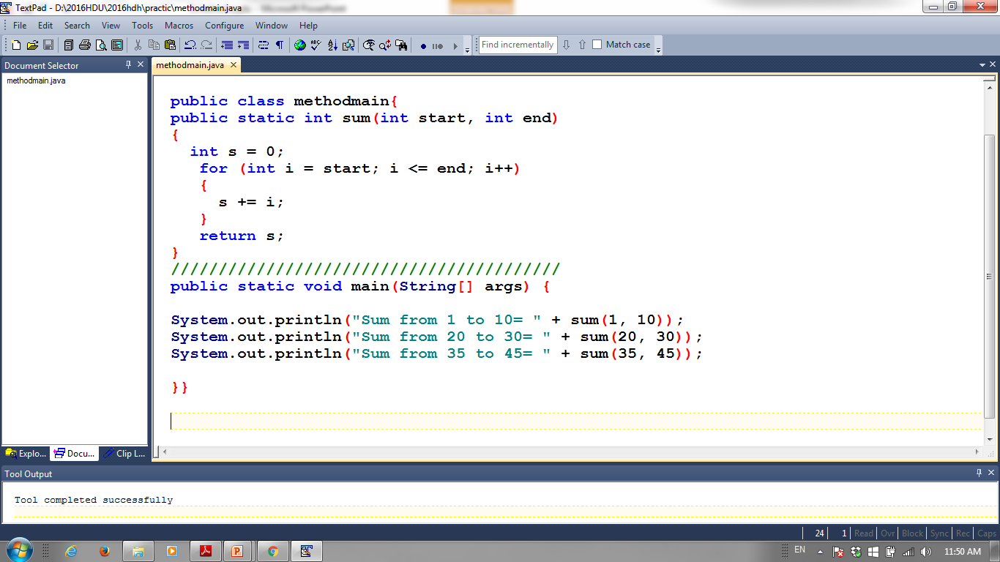 TextPad - D:\2016HDU\2016hdh\practic\methodmain.java
Microsoft PowerPoint
File Edit Search View Tools Macros Configure Window Help
Find incrementally Match case
Document Selector
methodmain.java
methodmain.java
public class methodmain{
public static int sum(int start, int end)
{
  int s = 0;
   for (int i = start; i <= end; i++)
   {
     s += i;
   }
   return s;
}
/////////////////////////////////////////
public static void main(String[] args) {
System.out.println("Sum from 1 to 10= " + sum(1, 10));
System.out.println("Sum from 20 to 30= " + sum(20, 30));
System.out.println("Sum from 35 to 45= " + sum(35, 45));
}}
Explo... Docu... Clip L...
Tool Output
Tool completed successfully
24 1 Read Ovr Block Sync Rec Caps
EN 11:50 AM